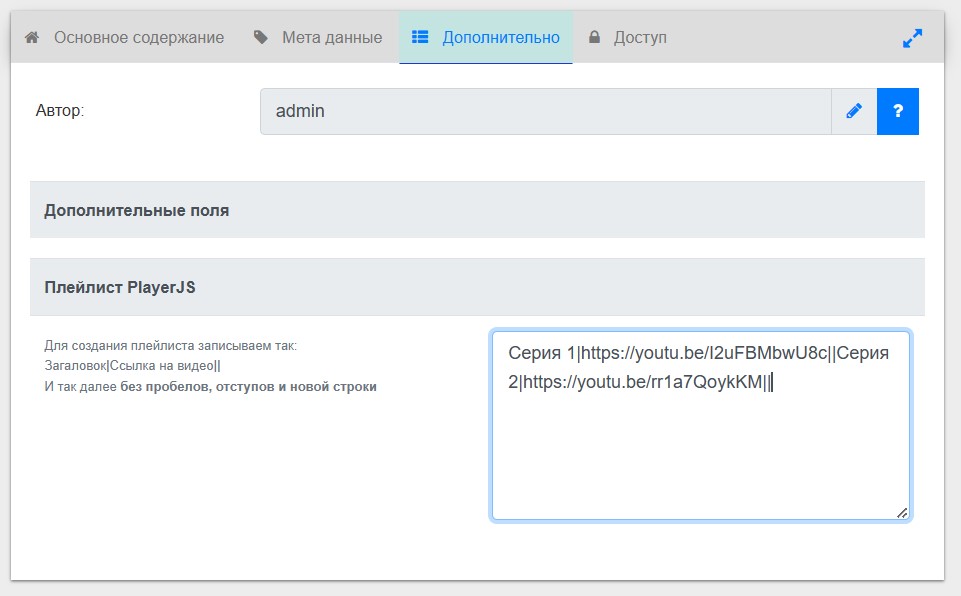 Основное содержание Мета данные Дополнительно Доступ
Автор: admin ?
Дополнительные поля
Плейлист PlayerJS
Для создания плейлиста записываем так:
Загаловок|Ссылка на видео||
И так далее без пробелов, отступов и новой строки
Серия 1|https://youtu.be/I2uFBMbwU8c||Серия
2|https://youtu.be/rr1a7QoykKM||